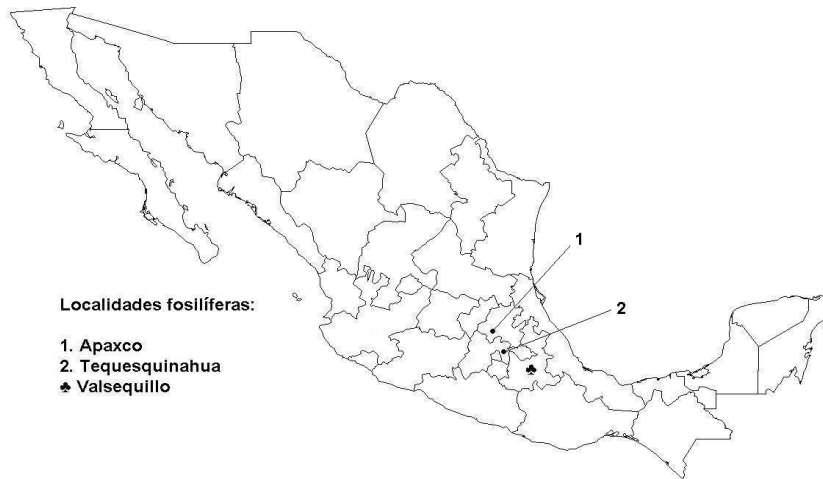 1
2
Localidades fosilíferas:
1. Apaxco
2. Tequesquinahua
♣ Valsequillo